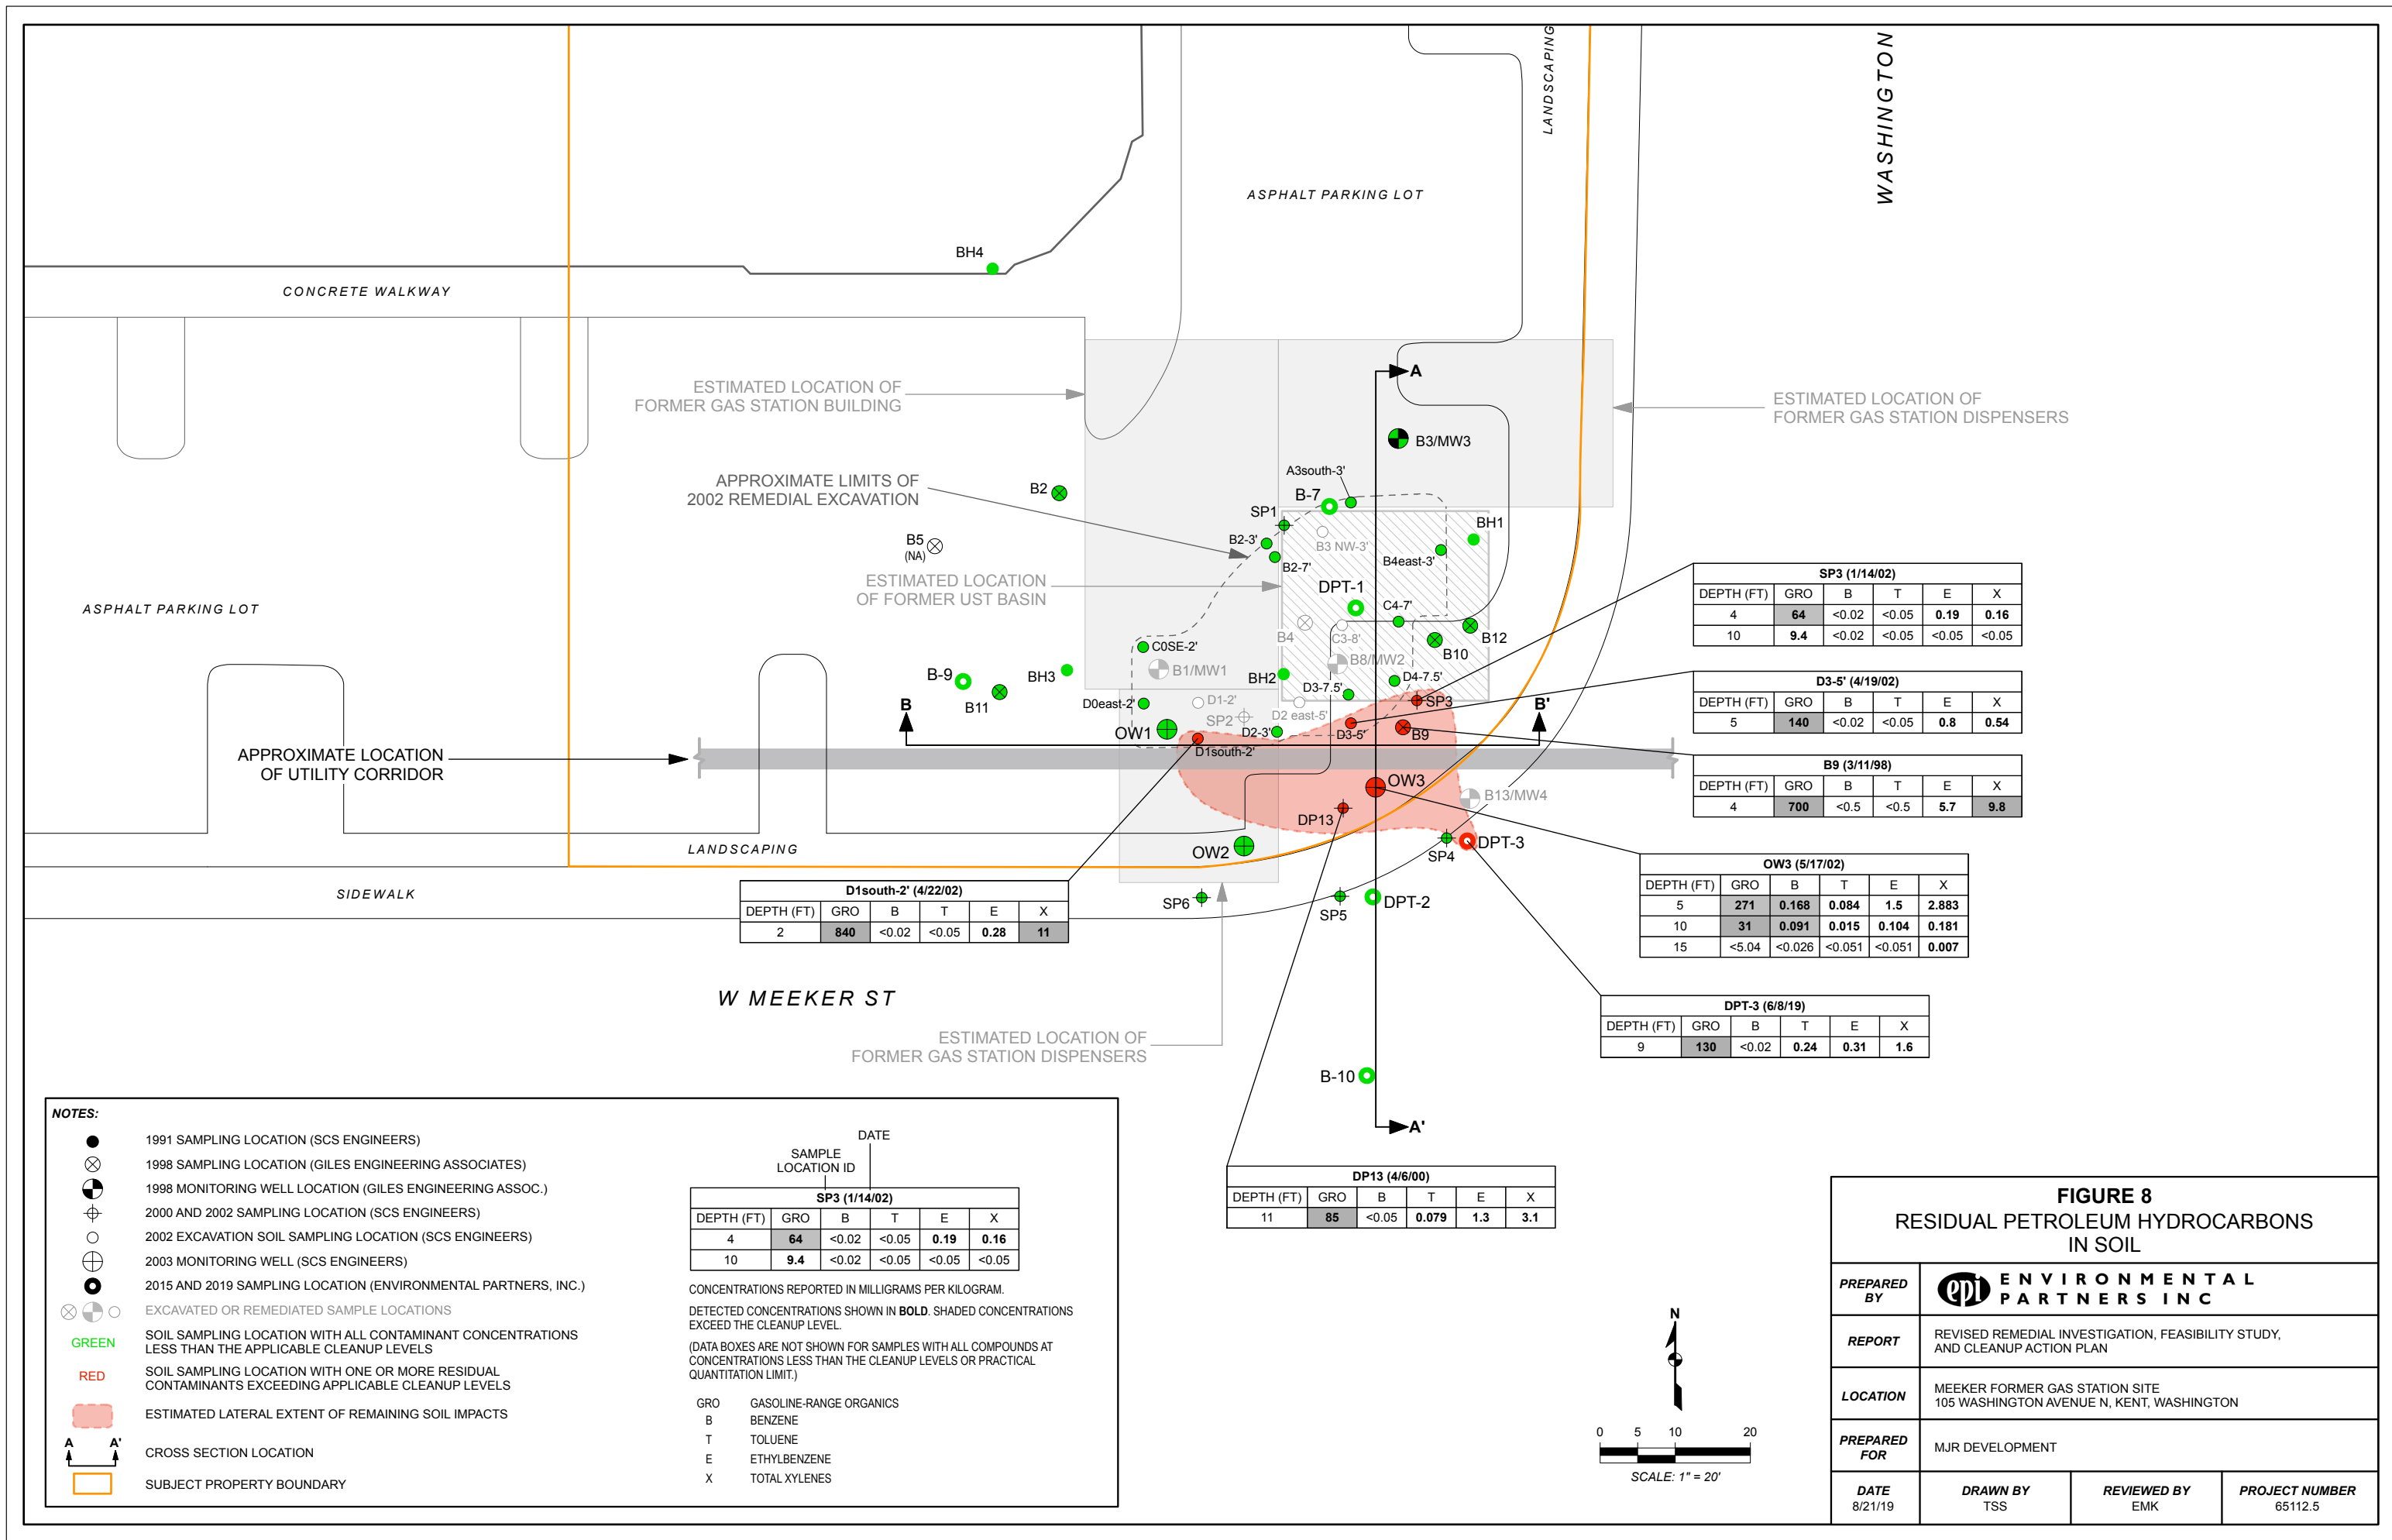 LANDSCAPING
WASHINGTON
ASPHALT PARKING LOT
BH4
CONCRETE WALKWAY
ESTIMATED LOCATION OF
FORMER GAS STATION BUILDING
A
ESTIMATED LOCATION OF
FORMER GAS STATION DISPENSERS
B3/MW3
APPROXIMATE LIMITS OF
2002 REMEDIAL EXCAVATION
A3south-3'
B-7
B2
SP1
BH1
B5
(NA)
B2-3'
B3 NW-3'
B4east-3'
B2-7'
ESTIMATED LOCATION
OF FORMER UST BASIN
DPT-1
ASPHALT PARKING LOT
C4-7'
B4
C3-8'
B12
B10
C0SE-2'
B8/MW2
B1/MW1
B-9
BH3
BH2
D3-7.5'
D4-7.5'
B11
D0east-2'
D1-2'
SP2
D2 east-5'
SP3
B
B'
OW1
D2-3'
D3-5'
B9
D1south-2'
APPROXIMATE LOCATION
OF UTILITY CORRIDOR
OW3
B13/MW4
DP13
LANDSCAPING
OW2
SP4
DPT-3
SIDEWALK
SP6
SP5
DPT-2
SP3 (1/14/02)
DEPTH (FT) GRO B T E X
4 64 <0.02 <0.05 0.19 0.16
10 9.4 <0.02 <0.05 <0.05 <0.05
D3-5' (4/19/02)
DEPTH (FT) GRO B T E X
5 140 <0.02 <0.05 0.8 0.54
B9 (3/11/98)
DEPTH (FT) GRO B T E X
4 700 <0.5 <0.5 5.7 9.8
OW3 (5/17/02)
DEPTH (FT) GRO B T E X
5 271 0.168 0.084 1.5 2.883
10 31 0.091 0.015 0.104 0.181
15 <5.04 <0.026 <0.051 <0.051 0.007
D1south-2' (4/22/02)
DEPTH (FT) GRO B T E X
2 840 <0.02 <0.05 0.28 11
DPT-3 (6/8/19)
DEPTH (FT) GRO B T E X
9 130 <0.02 0.24 0.31 1.6
W MEEKER ST
ESTIMATED LOCATION OF
FORMER GAS STATION DISPENSERS
B-10
A'
DP13 (4/6/00)
DEPTH (FT) GRO B T E X
11 85 <0.05 0.079 1.3 3.1
NOTES:
1991 SAMPLING LOCATION (SCS ENGINEERS)
1998 SAMPLING LOCATION (GILES ENGINEERING ASSOCIATES)
1998 MONITORING WELL LOCATION (GILES ENGINEERING ASSOC.)
2000 AND 2002 SAMPLING LOCATION (SCS ENGINEERS)
2002 EXCAVATION SOIL SAMPLING LOCATION (SCS ENGINEERS)
2003 MONITORING WELL (SCS ENGINEERS)
2015 AND 2019 SAMPLING LOCATION (ENVIRONMENTAL PARTNERS, INC.)
EXCAVATED OR REMEDIATED SAMPLE LOCATIONS
GREEN SOIL SAMPLING LOCATION WITH ALL CONTAMINANT CONCENTRATIONS
LESS THAN THE APPLICABLE CLEANUP LEVELS
RED SOIL SAMPLING LOCATION WITH ONE OR MORE RESIDUAL
CONTAMINANTS EXCEEDING APPLICABLE CLEANUP LEVELS
ESTIMATED LATERAL EXTENT OF REMAINING SOIL IMPACTS
A A' CROSS SECTION LOCATION
SUBJECT PROPERTY BOUNDARY
DATE
SAMPLE
LOCATION ID
SP3 (1/14/02)
DEPTH (FT) GRO B T E X
4 64 <0.02 <0.05 0.19 0.16
10 9.4 <0.02 <0.05 <0.05 <0.05
CONCENTRATIONS REPORTED IN MILLIGRAMS PER KILOGRAM.
DETECTED CONCENTRATIONS SHOWN IN BOLD. SHADED CONCENTRATIONS
EXCEED THE CLEANUP LEVEL.
(DATA BOXES ARE NOT SHOWN FOR SAMPLES WITH ALL COMPOUNDS AT
CONCENTRATIONS LESS THAN THE CLEANUP LEVELS OR PRACTICAL
QUANTITATION LIMIT.)
GRO GASOLINE-RANGE ORGANICS
B BENZENE
T TOLUENE
E ETHYLBENZENE
X TOTAL XYLENES
N
0 5 10 20
SCALE: 1" = 20'
FIGURE 8
RESIDUAL PETROLEUM HYDROCARBONS
IN SOIL
PREPARED
BY
epi ENVIRONMENTAL
PARTNERS INC
REPORT
REVISED REMEDIAL INVESTIGATION, FEASIBILITY STUDY,
AND CLEANUP ACTION PLAN
LOCATION
MEEKER FORMER GAS STATION SITE
105 WASHINGTON AVENUE N, KENT, WASHINGTON
PREPARED
FOR
MJR DEVELOPMENT
DATE
8/21/19
DRAWN BY
TSS
REVIEWED BY
EMK
PROJECT NUMBER
65112.5